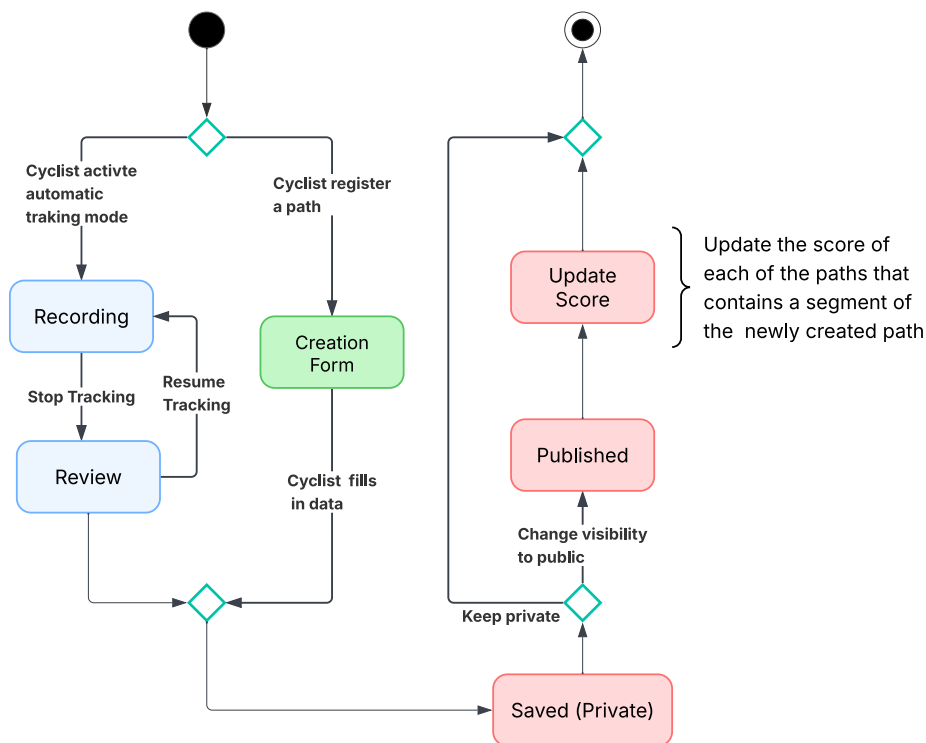 Cyclist activte
automatic
traking mode
Cyclist register
a path
Recording
Stop Tracking
Resume
Tracking
Review
Creation
Form
Cyclist  fills
in data
Saved (Private)
Keep private
Change visibility
to public
Published
Update
Score
Update the score of
each of the paths that
contains a segment of
the  newly created path